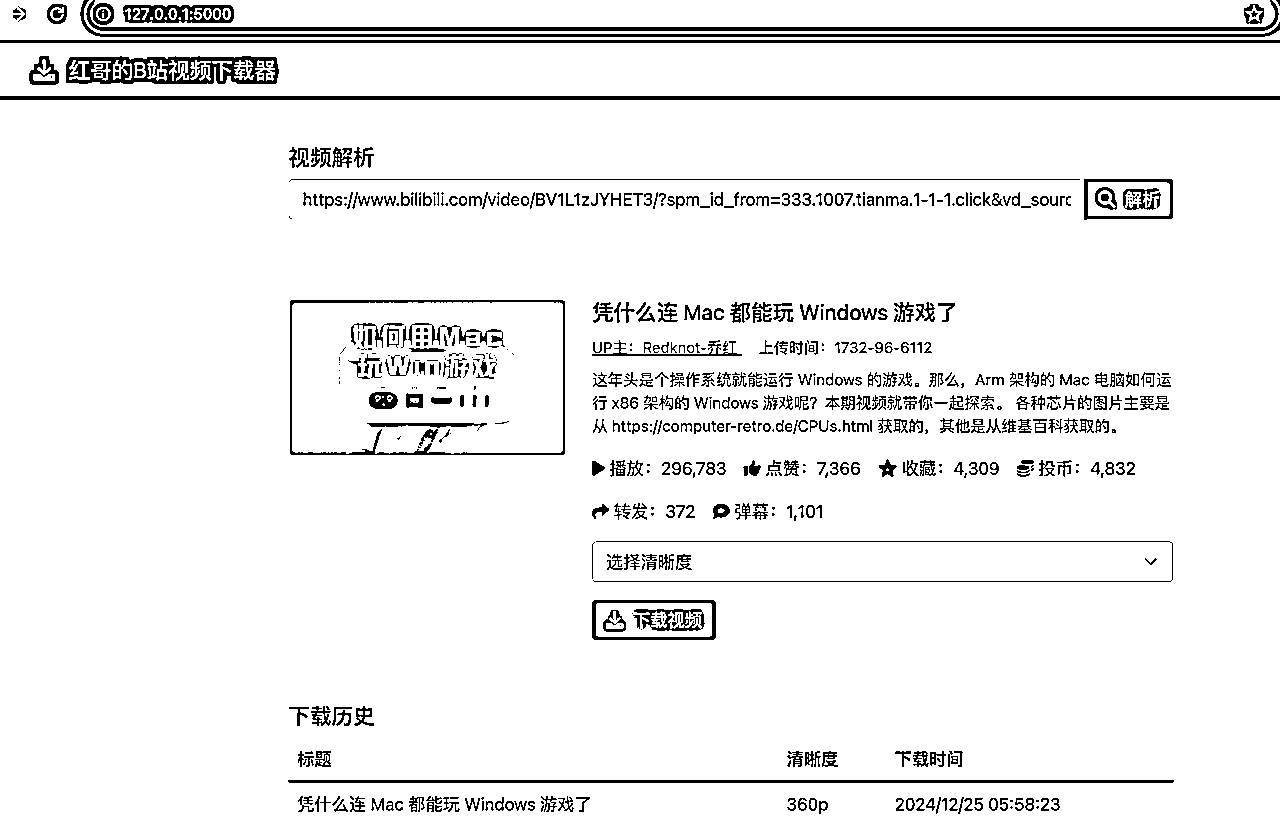 127.0.0.1:5000
红哥的B站视频下载器
视频解析
https://www.bilibili.com/video/BV1L1zJYHET3/?spm_id_from=333.1007.tianma.1-1-1.click&vd_sourc
解析
如何用Mac
玩Win游戏
凭什么连 Mac 都能玩 Windows 游戏了
UP主：Redknot-乔红 上传时间：1732-96-6112
这年头是个操作系统就能运行 Windows 的游戏。那么，Arm 架构的 Mac 电脑如何运
行 x86 架构的 Windows 游戏呢？本期视频就带你一起探索。 各种芯片的图片主要是
从 https://computer-retro.de/CPUs.html 获取的，其他是从维基百科获取的。
播放：296,783 点赞：7,366 收藏：4,309 投币：4,832
转发：372 弹幕：1,101
选择清晰度
下载视频
下载历史
标题 清晰度 下载时间
凭什么连 Mac 都能玩 Windows 游戏了 360p 2024/12/25 05:58:23